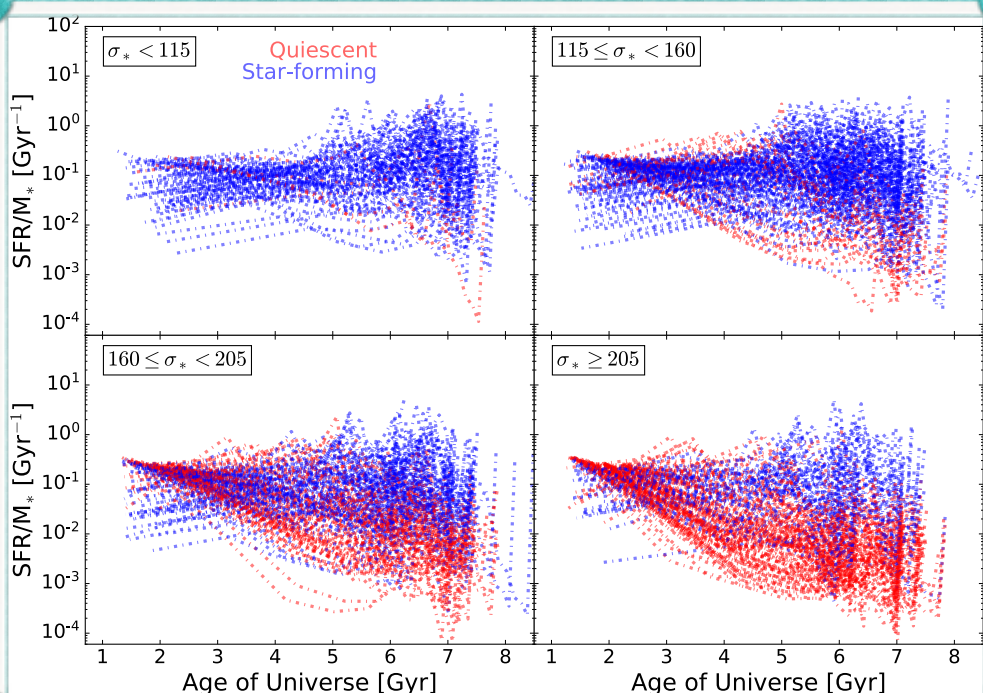 10²
σ* < 115
Quiescent
Star-forming
115 ≤ σ* < 160
10¹
10⁰
10⁻¹
10⁻²
10⁻³
10⁻⁴
SFR/M* [Gyr⁻¹]
160 ≤ σ* < 205
σ* ≥ 205
10¹
10⁰
10⁻¹
10⁻²
10⁻³
10⁻⁴
SFR/M* [Gyr⁻¹]
1 2 3 4 5 6 7 8 1 2 3 4 5 6 7 8
Age of Universe [Gyr] Age of Universe [Gyr]